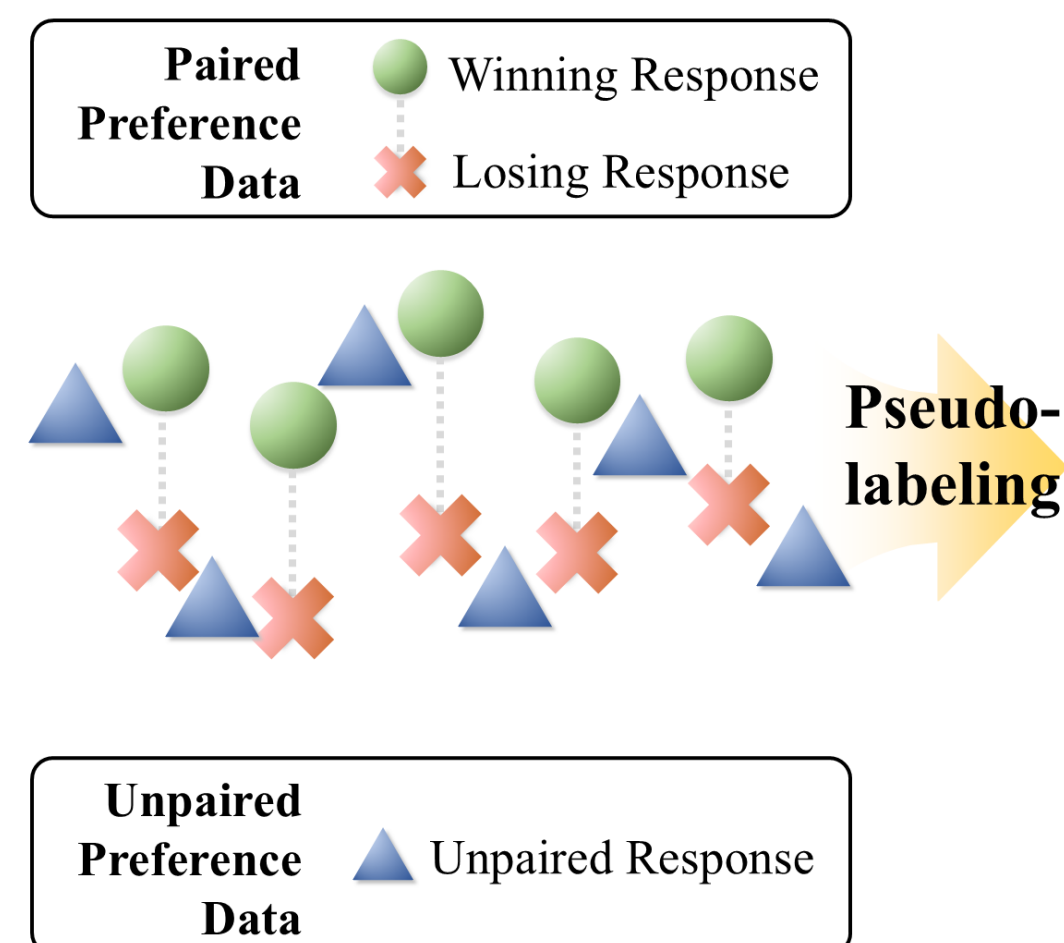 Paired
Preference
Data
Winning Response
Losing Response
Pseudo-
labeling
Unpaired
Preference
Data
Unpaired Response